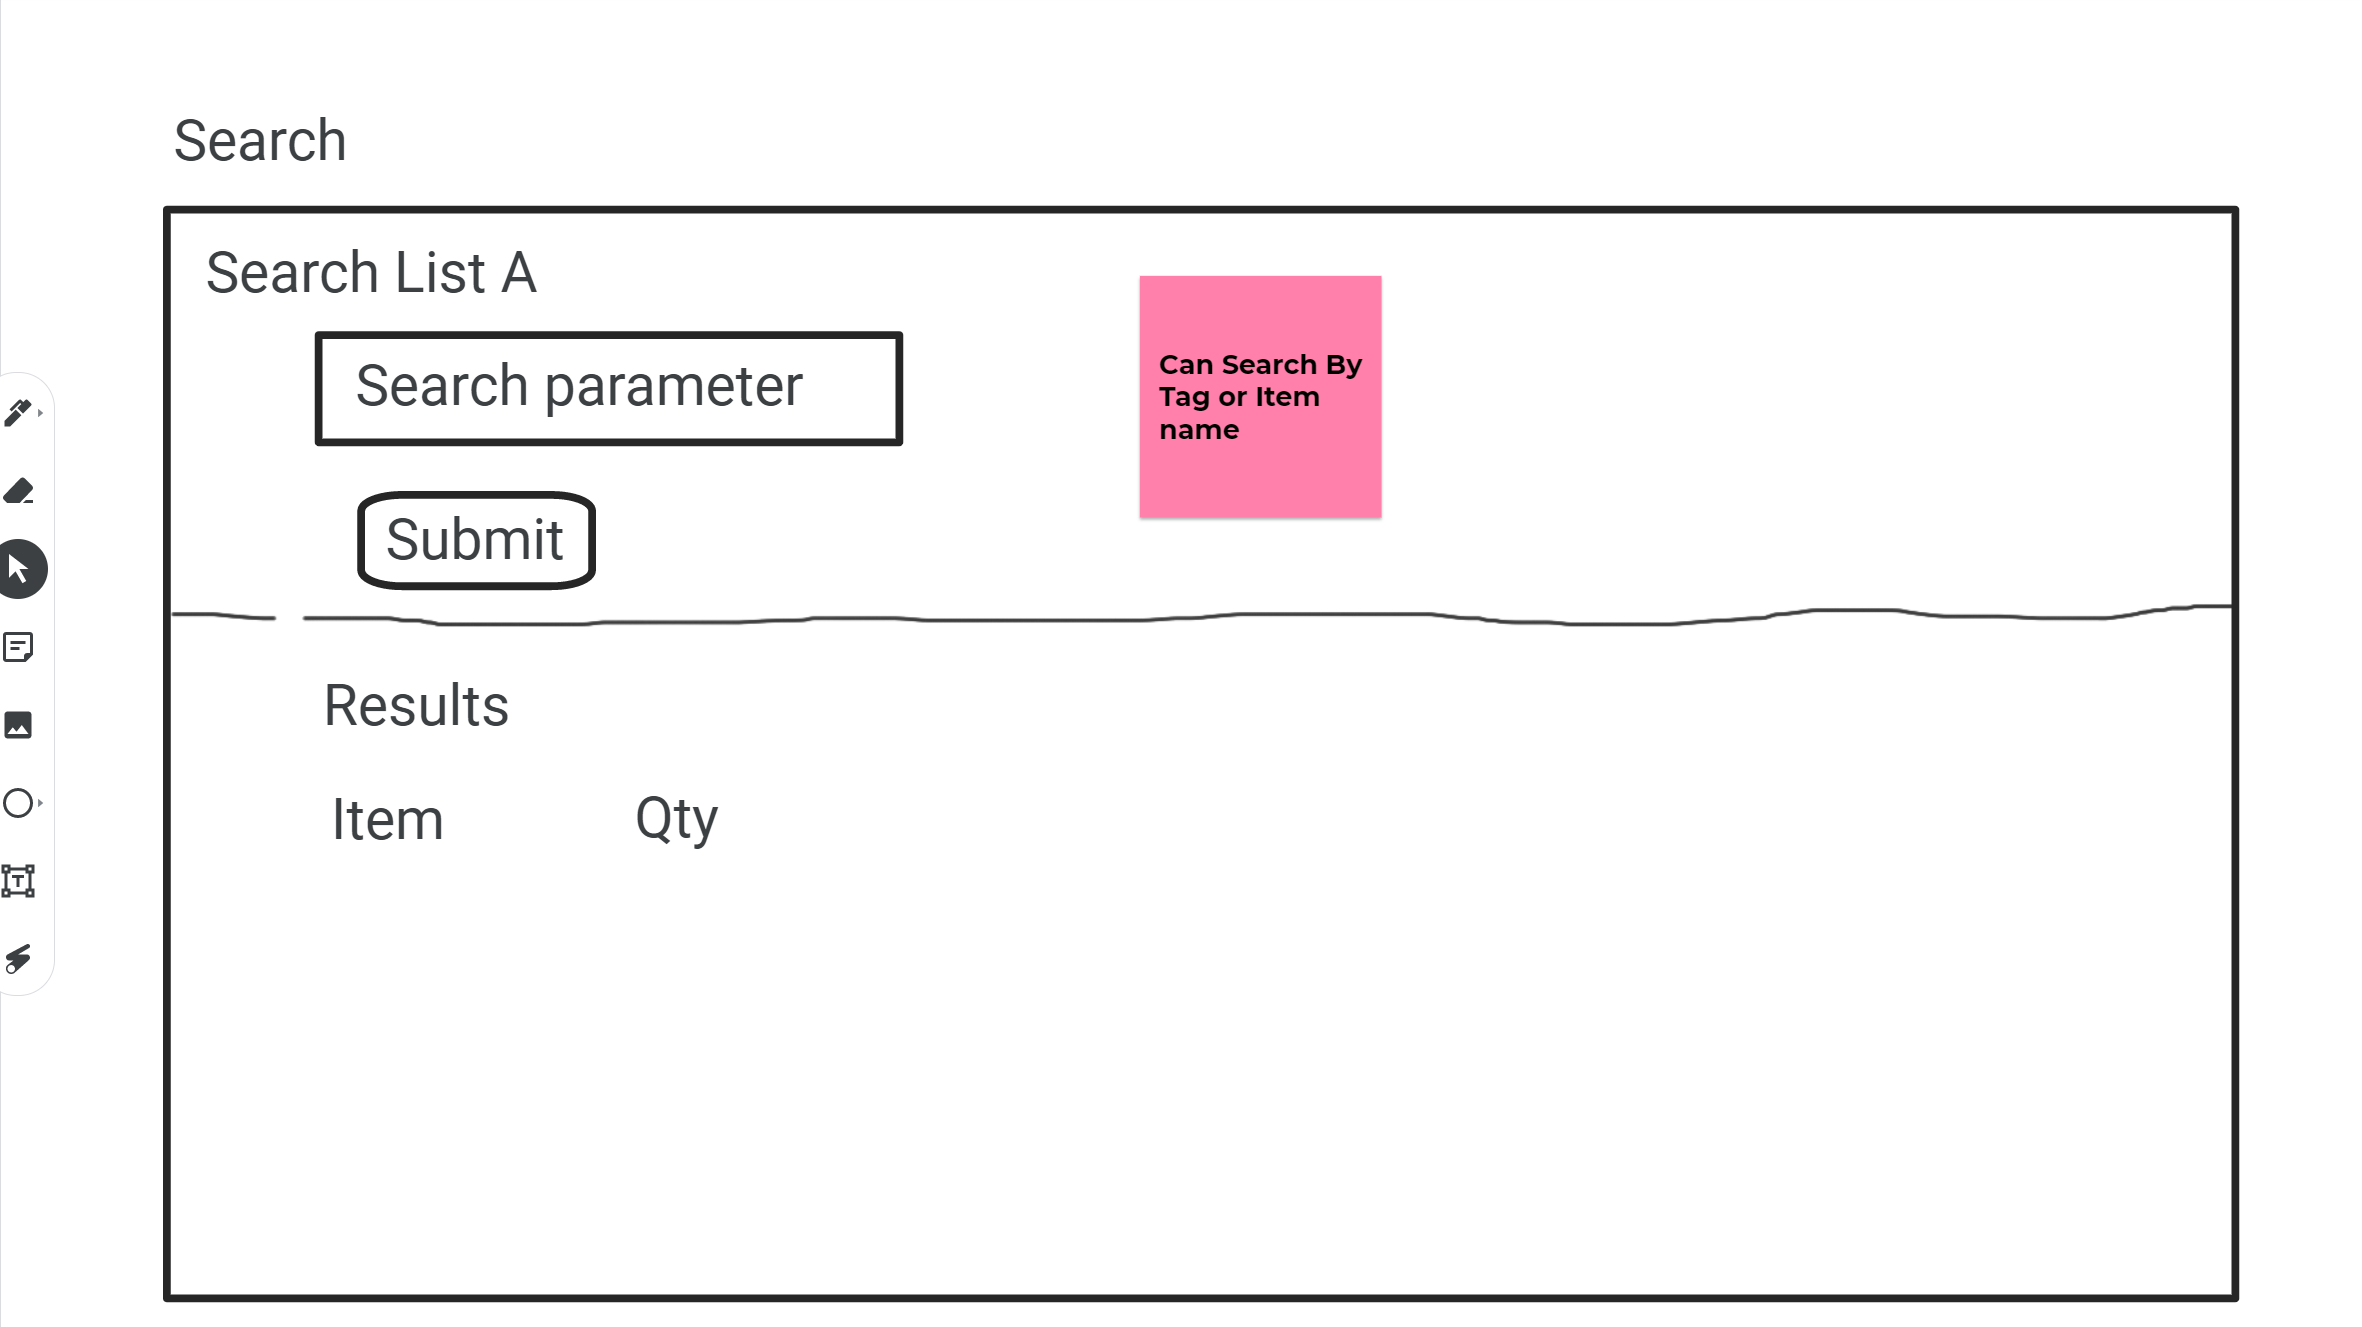 Search
Search List A
Search parameter
Can Search By
Tag or Item
name
Submit
Results
Item Qty